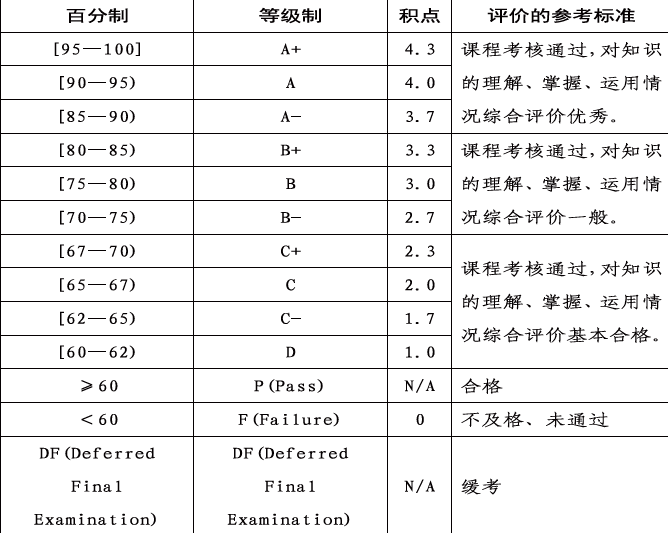 百分制 等级制 积点 评价的参考标准
[95—100] A+ 4.3 课程考核通过,对知识
[90—95) A 4.0 的理解、掌握、运用情
[85—90) A- 3.7 况综合评价优秀。
[80—85) B+ 3.3 课程考核通过,对知识
[75—80) B 3.0 的理解、掌握、运用情
[70—75) B- 2.7 况综合评价一般。
[67—70) C+ 2.3
课程考核通过,对知识
[65—67) C 2.0
的理解、掌握、运用情
[62—65) C- 1.7
况综合评价基本合格。
[60—62) D 1.0
≥60 P(Pass) N/A 合格
<60 F(Failure) 0 不及格、未通过
DF(Deferred DF(Deferred
Final Final N/A 缓考
Examination) Examination)